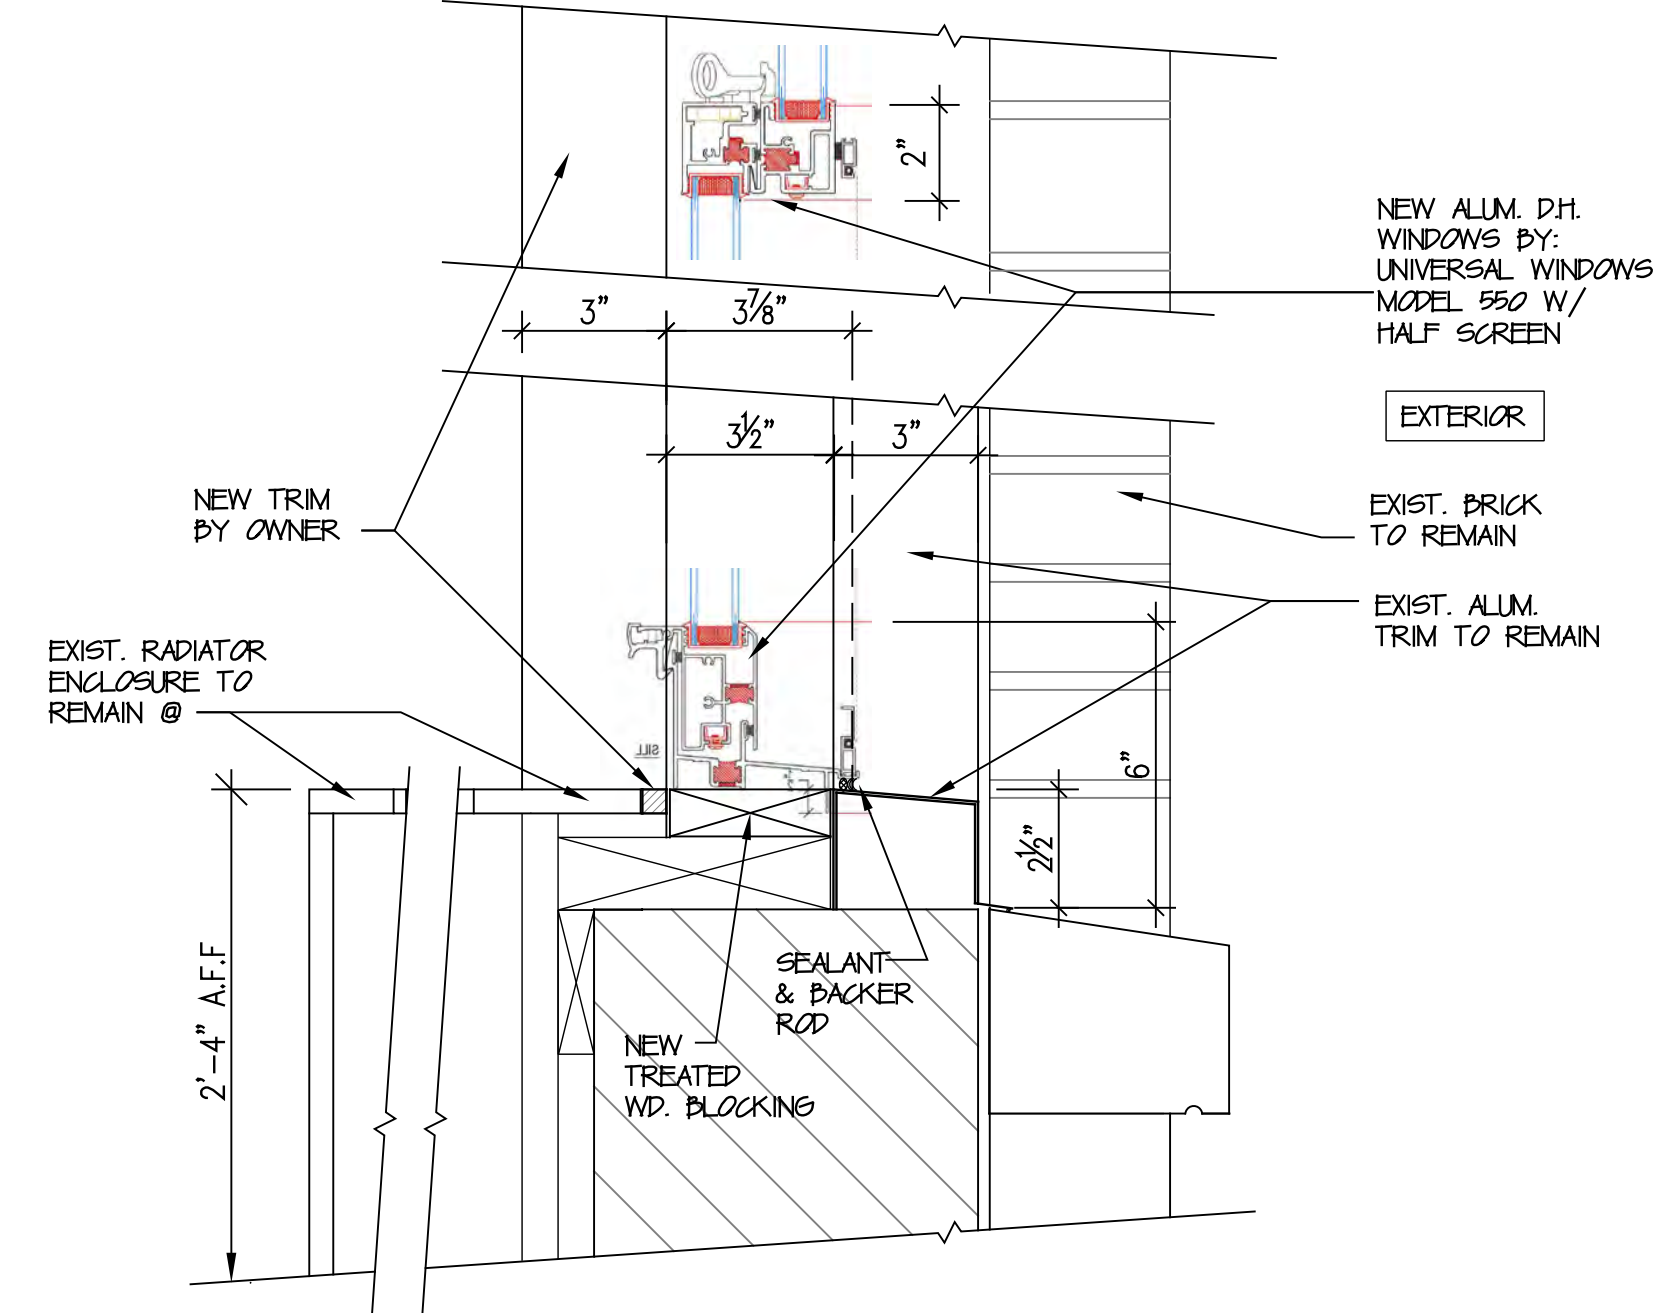 2"
NEW ALUM. D.H.
WINDOWS BY:
UNIVERSAL WINDOWS
MODEL 550 W/
HALF SCREEN
3"
3⅞"
EXTERIOR
3½"
3"
NEW TRIM
BY OWNER
EXIST. BRICK
TO REMAIN
EXIST. ALUM.
TRIM TO REMAIN
EXIST. RADIATOR
ENCLOSURE TO
REMAIN @
SILL
6"
2½"
2'-4" A.F.F
SEALANT
& BACKER
ROD
NEW
TREATED
WD. BLOCKING